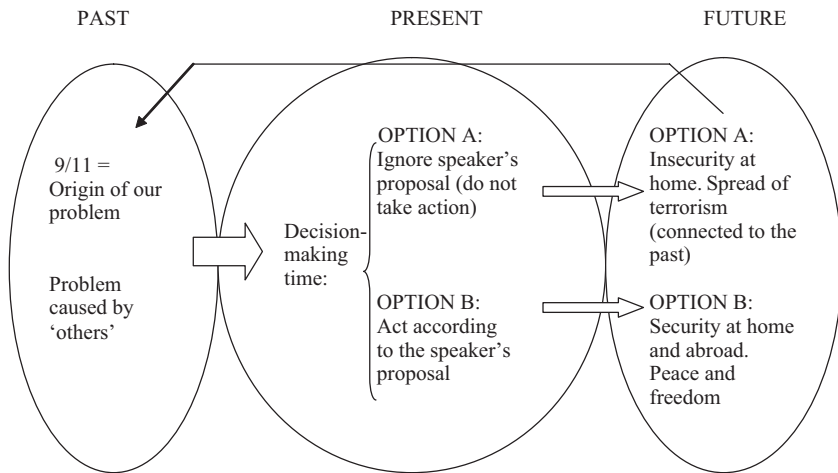 PAST
PRESENT
FUTURE
9/11 =
Origin of our
problem
Problem
caused by
‘others’
Decision-
making
time:
OPTION A:
Ignore speaker’s
proposal (do not
take action)
OPTION B:
Act according
to the speaker’s
proposal
OPTION A:
Insecurity at
home. Spread of
terrorism
(connected to the
past)
OPTION B:
Security at home
and abroad.
Peace and
freedom